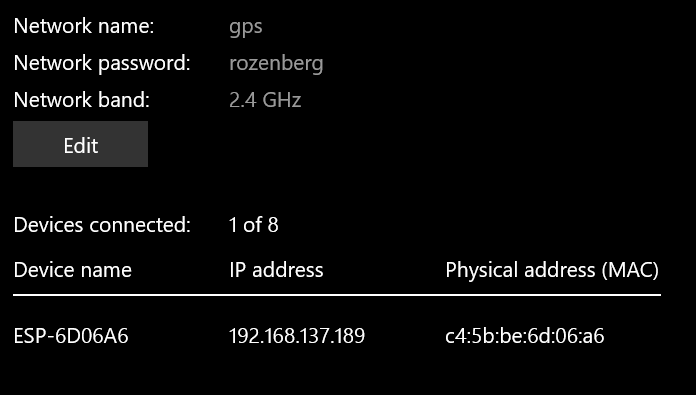 Network name: gps
Network password: rozenberg
Network band: 2.4 GHz
Edit
Devices connected: 1 of 8
Device name IP address Physical address (MAC)
ESP-6D06A6 192.168.137.189 c4:5b:be:6d:06:a6